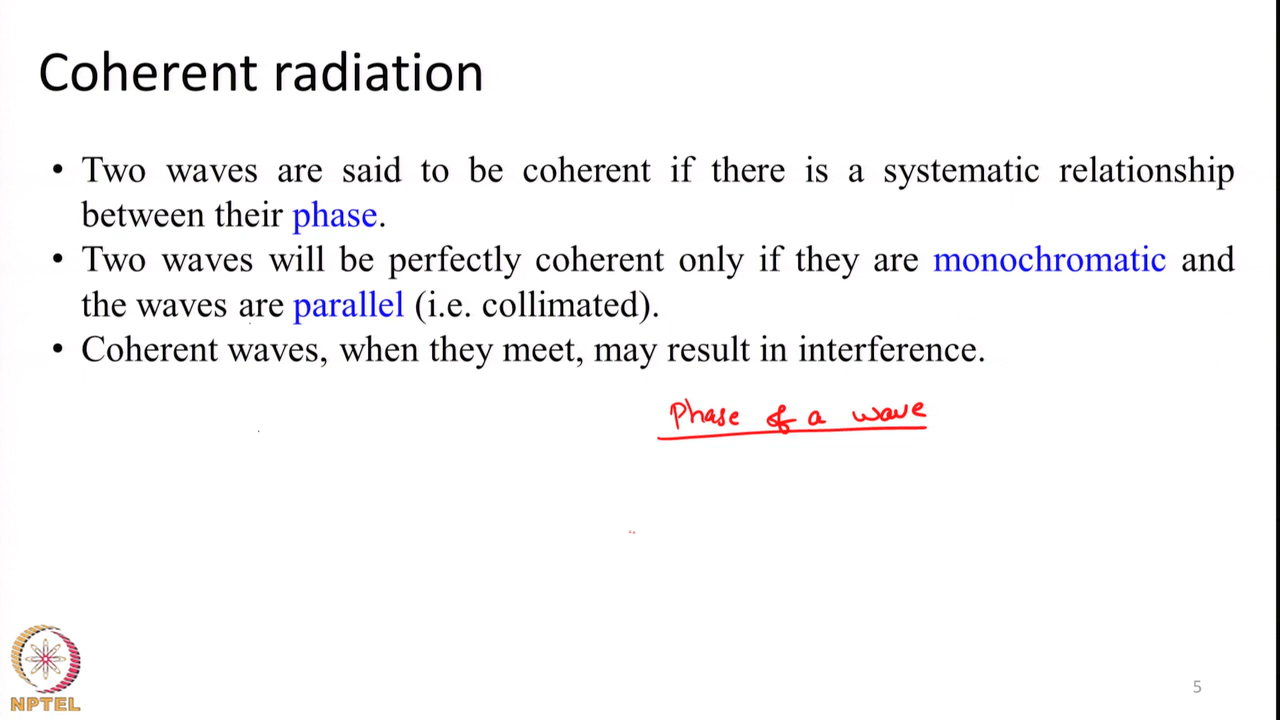 Coherent radiation
• Two waves are said to be coherent if there is a systematic relationship
between their phase.
• Two waves will be perfectly coherent only if they are monochromatic and
the waves are parallel (i.e. collimated).
• Coherent waves, when they meet, may result in interference.
Phase of a wave
NPTEL
5